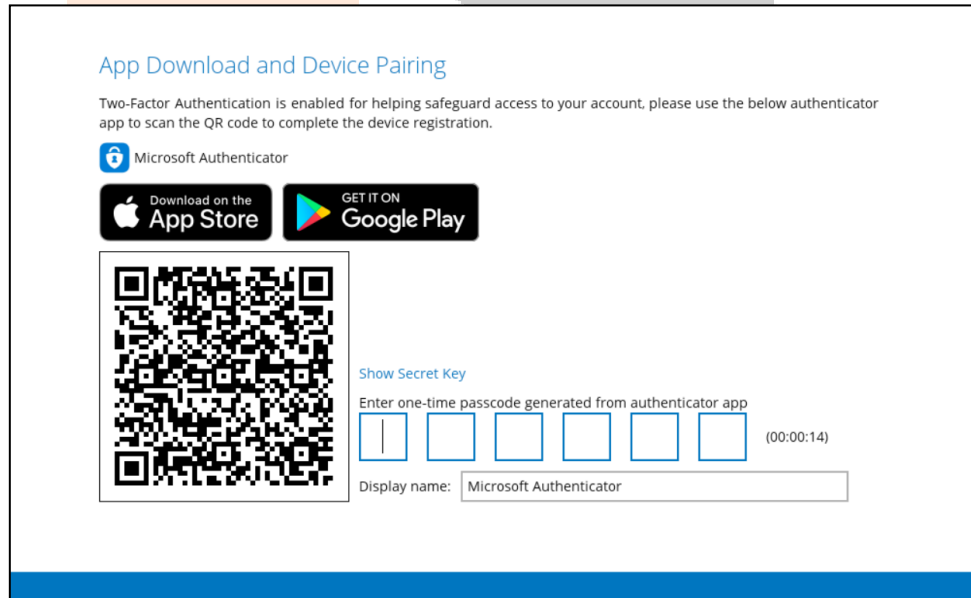 App Download and Device Pairing
Two-Factor Authentication is enabled for helping safeguard access to your account, please use the below authenticator
app to scan the QR code to complete the device registration.
Microsoft Authenticator
Download on the
App Store
GET IT ON
Google Play
Show Secret Key
Enter one-time passcode generated from authenticator app
(00:00:14)
Display name: Microsoft Authenticator